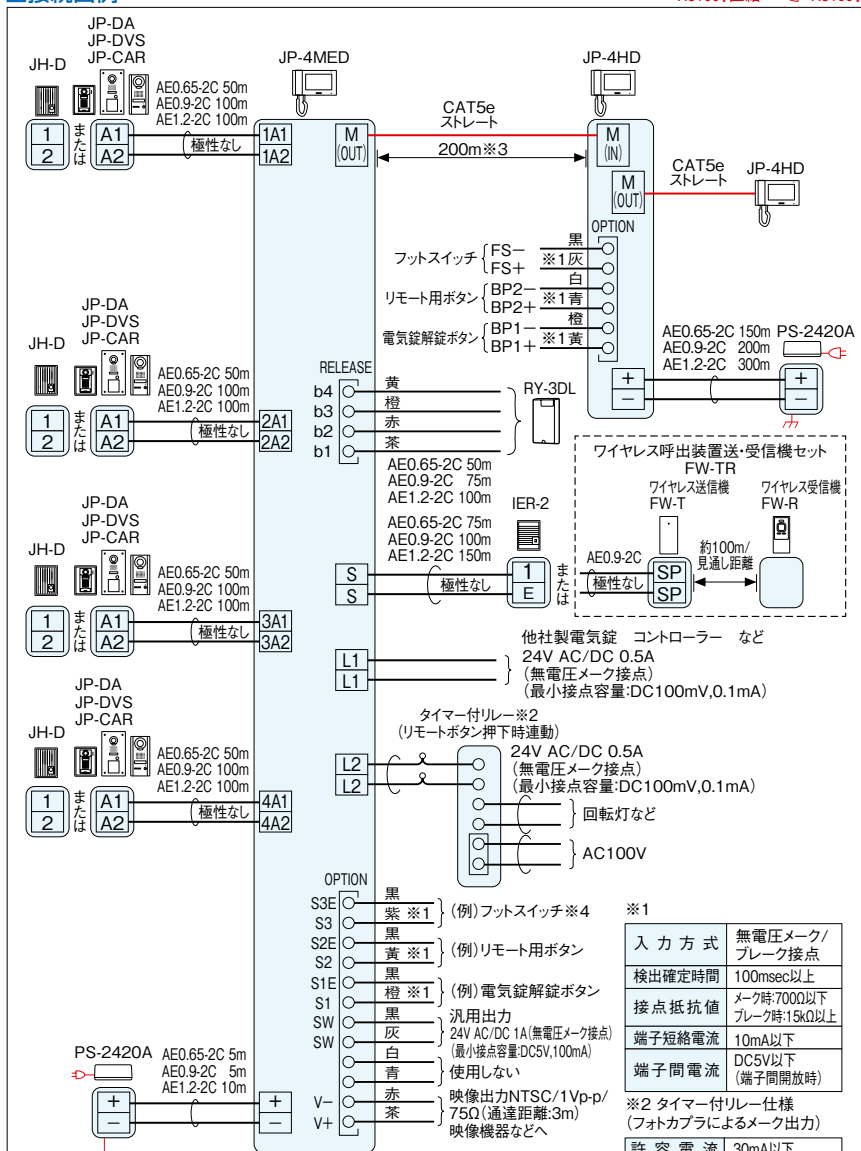 JP-DA
JP-DVS
JP-CAR
JH-D
AE0.65-2C 50m
AE0.9-2C 100m
AE1.2-2C 100m
1
2
または
A1
A2
極性なし
1A1
1A2
JP-4MED
M
(OUT)
CAT5e
ストレート
200m※3
JP-4HD
M
(IN)
M
(OUT)
CAT5e
ストレート
JP-4HD
OPTION
フットスイッチ
FS−
FS+
黒
※1灰
リモート用ボタン
BP2−
BP2+
白
※1青
電気錠解錠ボタン
BP1−
BP1+
橙
※1黃
AE0.65-2C 150m
AE0.9-2C 200m
AE1.2-2C 300m
PS-2420A
+
−
+
−
JP-DA
JP-DVS
JP-CAR
JH-D
AE0.65-2C 50m
AE0.9-2C 100m
AE1.2-2C 100m
1
2
または
A1
A2
極性なし
2A1
2A2
RELEASE
b4
b3
b2
b1
黄
橙
赤
茶
RY-3DL
AE0.65-2C 50m
AE0.9-2C 75m
AE1.2-2C 100m
AE0.65-2C 75m
AE0.9-2C 100m
AE1.2-2C 150m
S
S
極性なし
IER-2
1
E
または
ワイヤレス呼出装置送・受信機セット
FW-TR
ワイヤレス送信機
FW-T
ワイヤレス受信機
FW-R
AE0.9-2C
極性なし
SP
SP
約100m/
見通し距離
JP-DA
JP-DVS
JP-CAR
JH-D
AE0.65-2C 50m
AE0.9-2C 100m
AE1.2-2C 100m
1
2
または
A1
A2
極性なし
3A1
3A2
L1
L1
他社製電気錠 コントローラー など
24V AC/DC 0.5A
(無電圧メーク接点)
(最小接点容量:DC100mV,0.1mA)
タイマー付リレー※2
(リモートボタン押下時連動)
L2
L2
24V AC/DC 0.5A
(無電圧メーク接点)
(最小接点容量:DC100mV,0.1mA)
回転灯など
AC100V
JP-DA
JP-DVS
JP-CAR
JH-D
AE0.65-2C 50m
AE0.9-2C 100m
AE1.2-2C 100m
1
2
または
A1
A2
極性なし
4A1
4A2
OPTION
S3E
S3
黒
紫 ※1
(例)フットスイッチ※4
S2E
S2
黒
黃 ※1
(例)リモート用ボタン
S1E
S1
黒
橙 ※1
(例)電気錠解錠ボタン
SW
SW
黒
灰
汎用出力
24V AC/DC 1A(無電圧メーク接点)
(最小接点容量:DC5V,100mA)
白
青
使用しない
V−
V+
赤
茶
映像出力NTSC/1Vp-p/
75Ω(通達距離:3m)
映像機器などへ
PS-2420A
AE0.65-2C 5m
AE0.9-2C 5m
AE1.2-2C 10m
+
−
+
−
※1
入力方式 無電圧メーク/
ブレーク接点
検出確定時間 100msec以上
接点抵抗値 メーク時:700Ω以下
ブレーク時:15kΩ以上
端子短絡電流 10mA以下
端子間電流 DC5V以下
(端子間開放時)
※2 タイマー付リレー仕様
(フォトカプラによるメーク出力)
許容電流 30mA以下